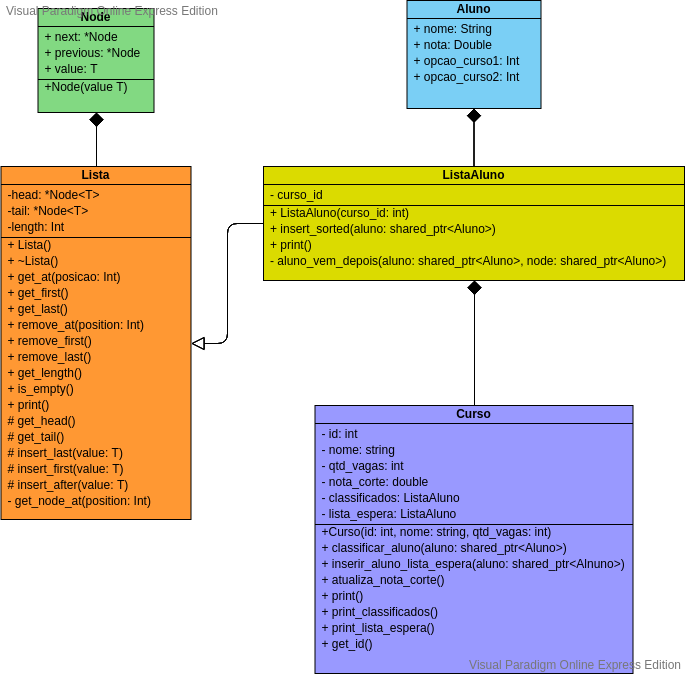 Visual Paradigm Online Express Edition
Node
+ next: *Node
+ previous: *Node
+ value: T
+Node(value T)
Aluno
+ nome: String
+ nota: Double
+ opcao_curso1: Int
+ opcao_curso2: Int
Lista
-head: *Node<T>
-tail: *Node<T>
-length: Int
+ Lista()
+ ~Lista()
+ get_at(posicao: Int)
+ get_first()
+ get_last()
+ remove_at(position: Int)
+ remove_first()
+ remove_last()
+ get_length()
+ is_empty()
+ print()
# get_head()
# get_tail()
# insert_last(value: T)
# insert_first(value: T)
# insert_after(value: T)
- get_node_at(position: Int)
ListaAluno
- curso_id
+ ListaAluno(curso_id: int)
+ insert_sorted(aluno: shared_ptr<Aluno>)
+ print()
- aluno_vem_depois(aluno: shared_ptr<Aluno>, node: shared_ptr<Aluno>)
Curso
- id: int
- nome: string
- qtd_vagas: int
- nota_corte: double
- classificados: ListaAluno
- lista_espera: ListaAluno
+Curso(id: int, nome: string, qtd_vagas: int)
+ classificar_aluno(aluno: shared_ptr<Aluno>)
+ inserir_aluno_lista_espera(aluno: shared_ptr<Alnuno>)
+ atualiza_nota_corte()
+ print()
+ print_classificados()
+ print_lista_espera()
+ get_id()
Visual Paradigm Online Express Edition